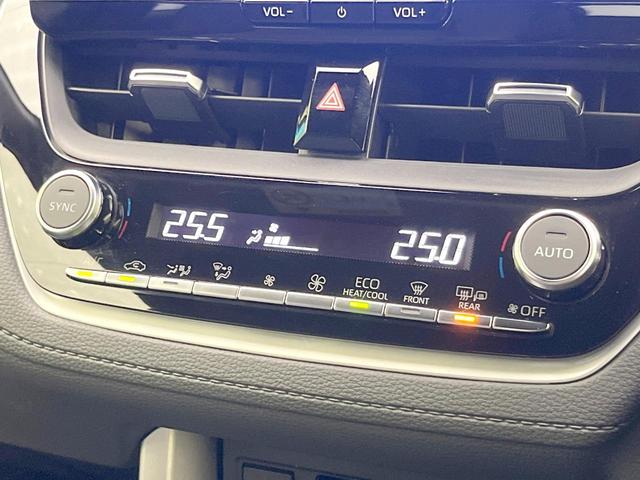 VOL- VOL+
SYNC 25.5 25.0 AUTO
ECO HEAT/COOL FRONT REAR OFF